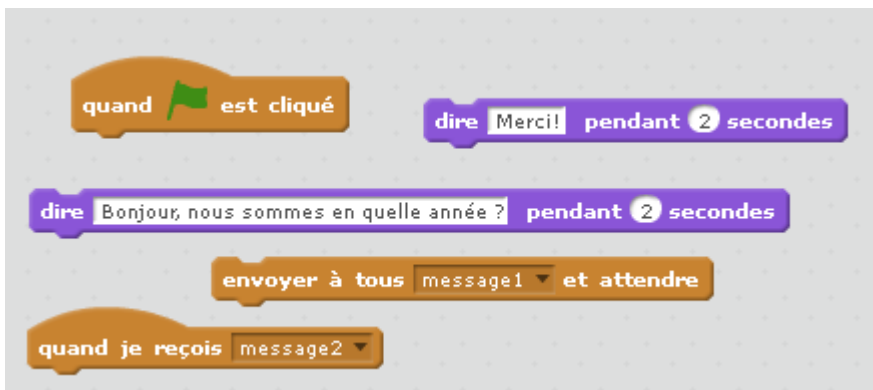 quand est cliqué
dire Merci! pendant 2 secondes
dire Bonjour, nous sommes en quelle année ? pendant 2 secondes
envoyer à tous message1 et attendre
quand je reçois message2